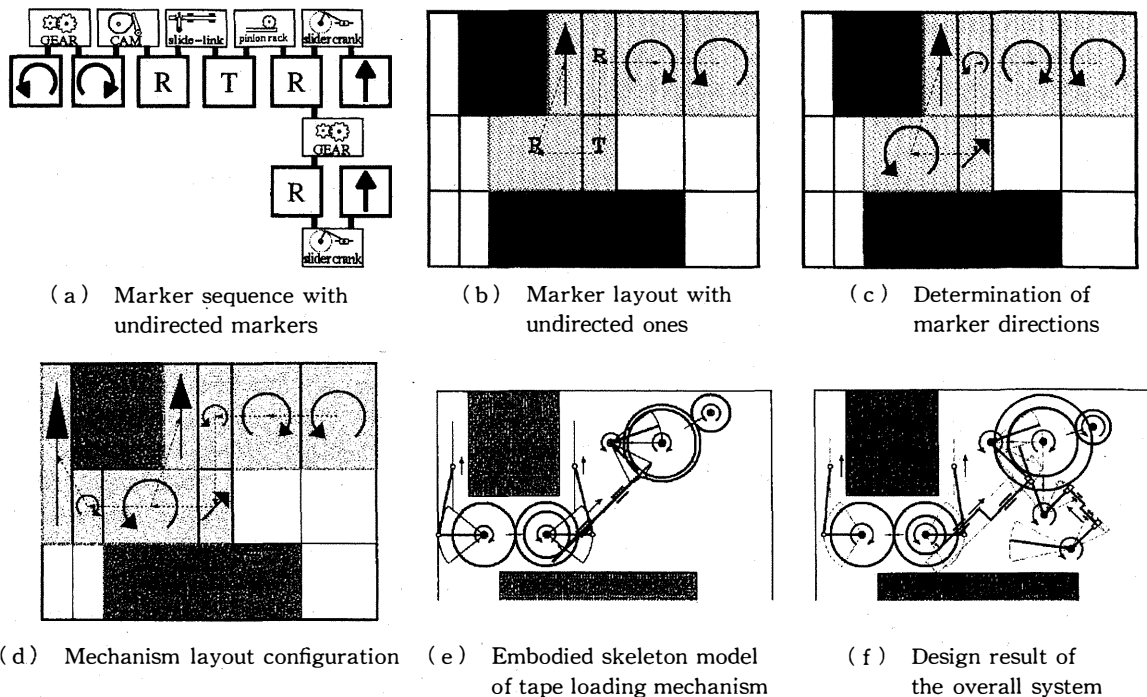 GEAR CAM slide-link pinion rack slider crank
R T R
GEAR
R
slider crank
R
R T
(a) Marker sequence with
undirected markers
(b) Marker layout with
undirected ones
(c) Determination of
marker directions
(d) Mechanism layout configuration
(e) Embodied skeleton model
of tape loading mechanism
(f) Design result of
the overall system